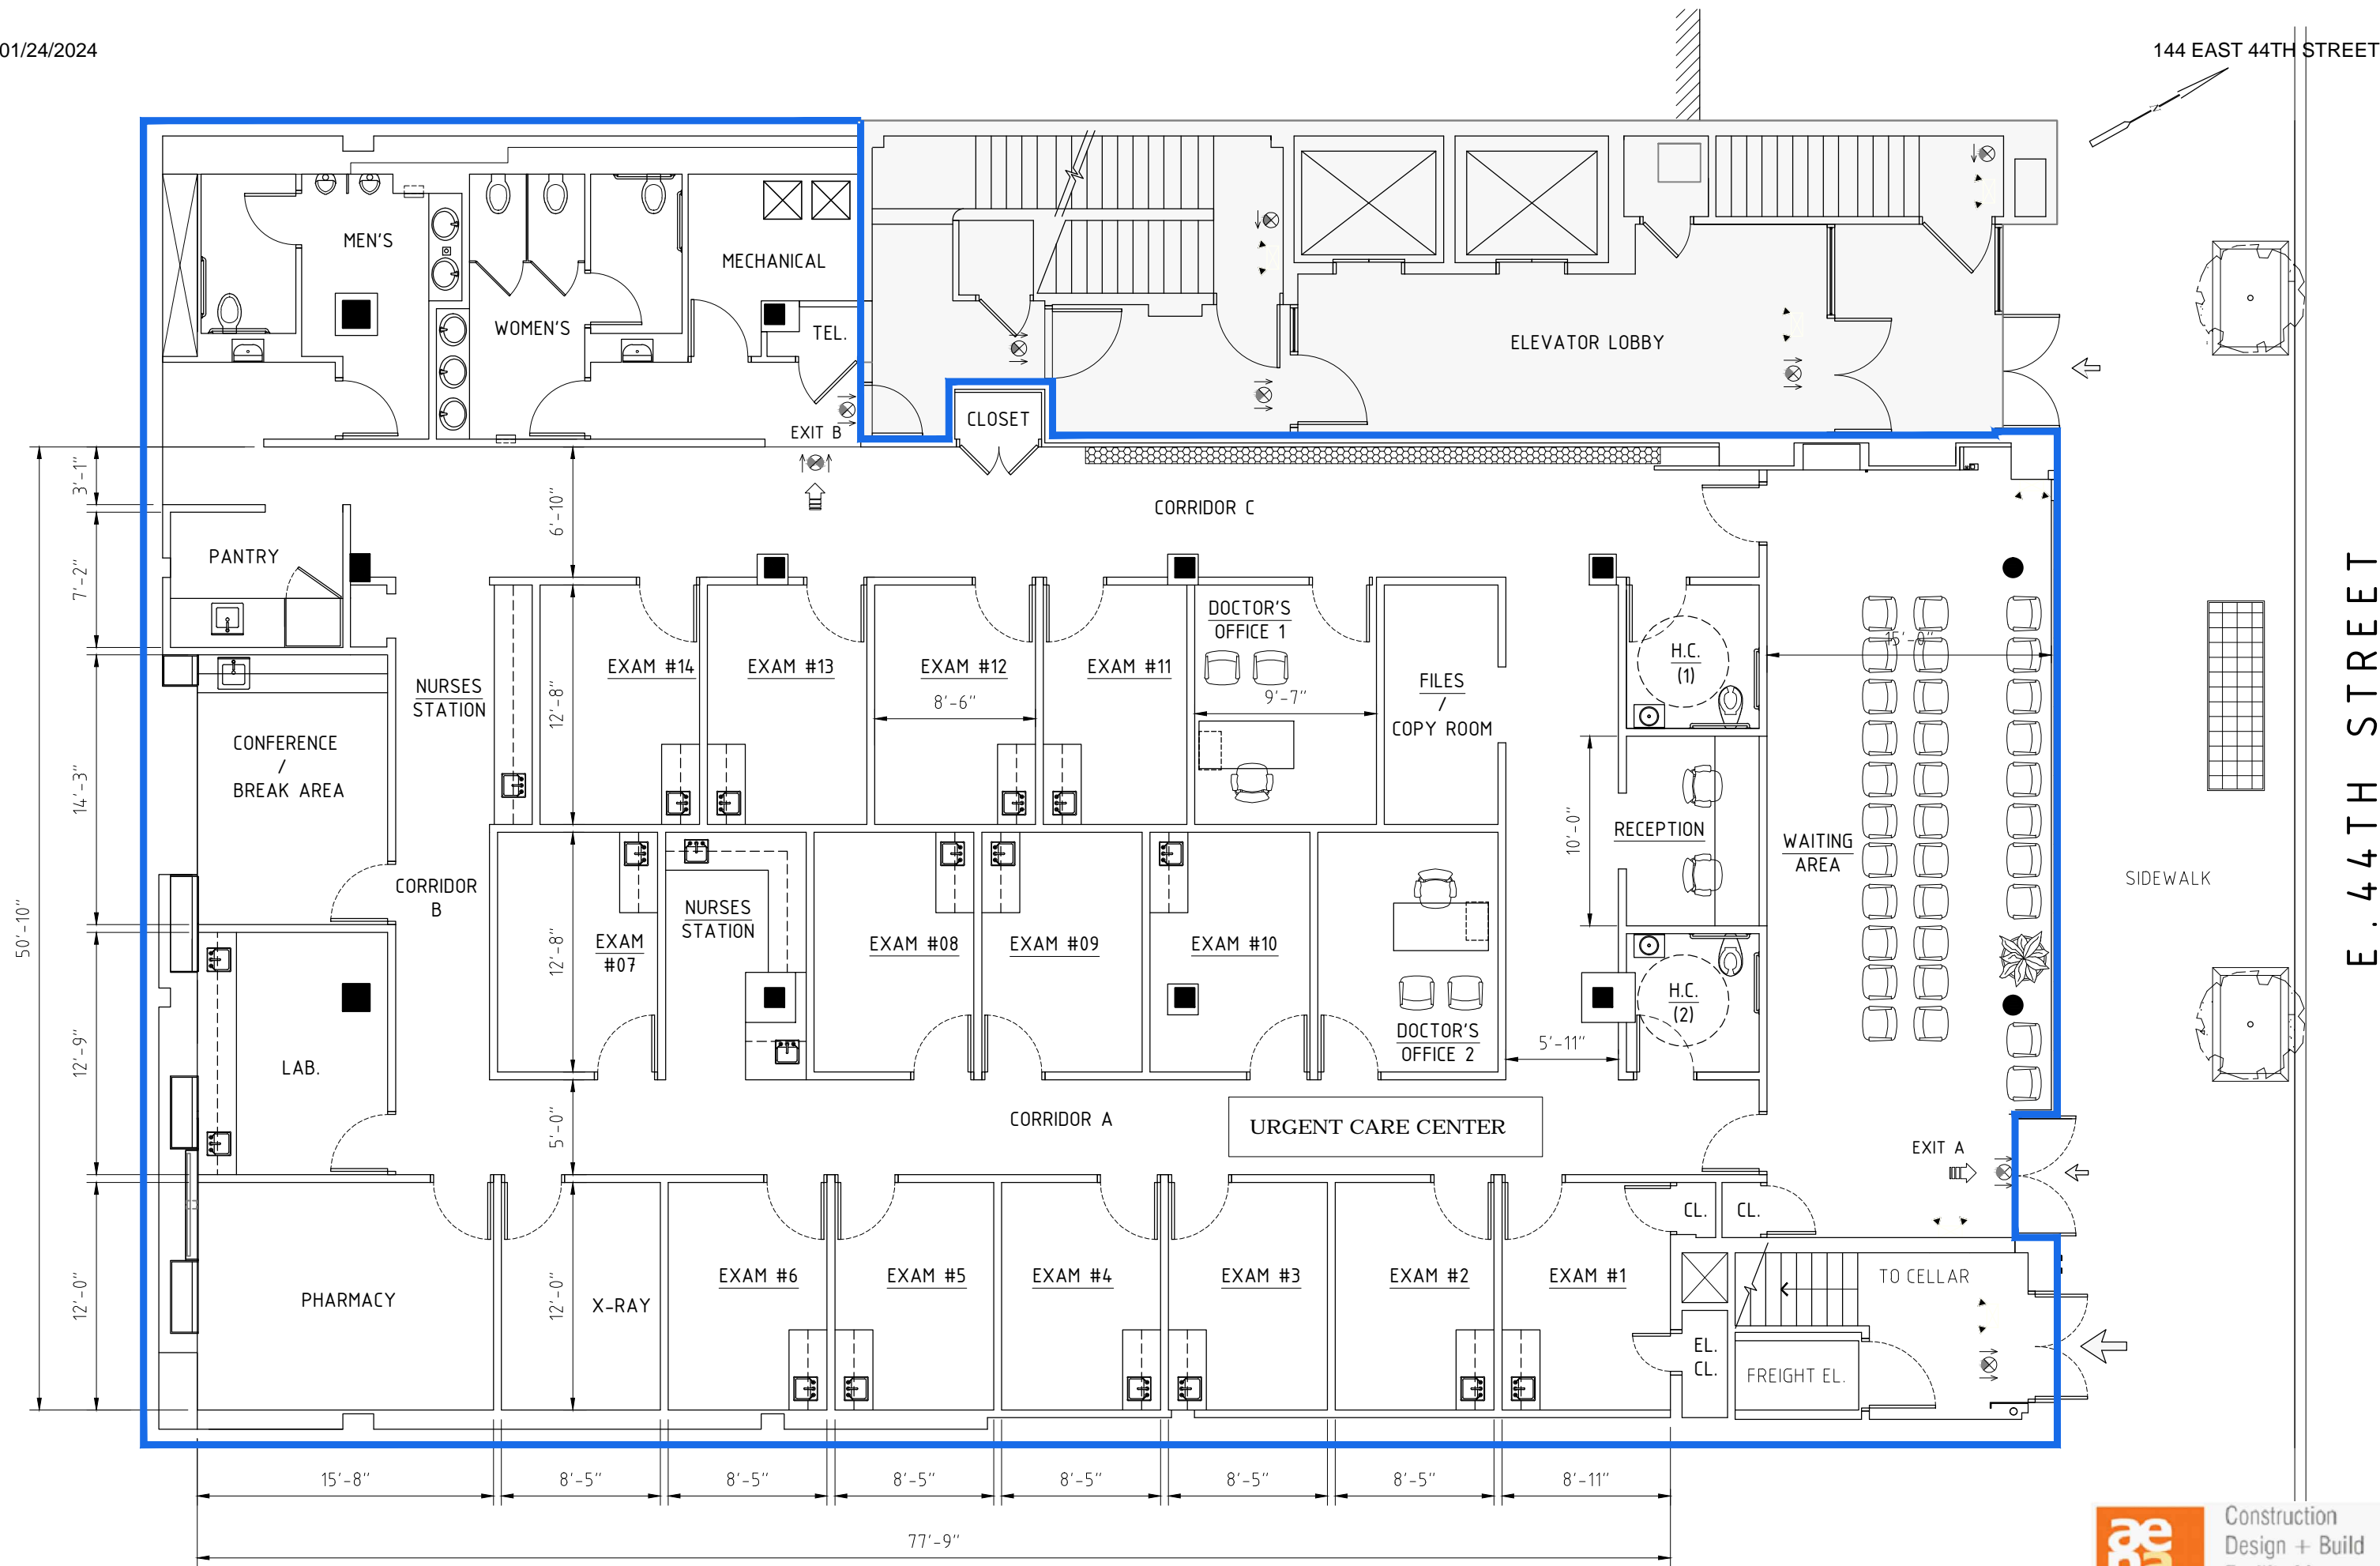 01/24/2024
144 EAST 44TH STREET
MEN'S
WOMEN'S
MECHANICAL
TEL.
ELEVATOR LOBBY
CLOSET
EXIT B
3'-1"
6'-10"
CORRIDOR C
PANTRY
7'-2"
NURSES
STATION
12'-8"
EXAM #14
EXAM #13
EXAM #12
8'-6"
EXAM #11
DOCTOR'S
OFFICE 1
9'-7"
FILES
/
COPY ROOM
H.C.
(1)
15'-0"
E. 44TH STREET
CONFERENCE
/
BREAK AREA
14'-3"
10'-0"
RECEPTION
WAITING
AREA
SIDEWALK
50'-10"
CORRIDOR
B
12'-8"
EXAM
#07
NURSES
STATION
EXAM #08
EXAM #09
EXAM #10
DOCTOR'S
OFFICE 2
5'-11"
H.C.
(2)
12'-9"
LAB.
5'-0"
CORRIDOR A
URGENT CARE CENTER
EXIT A
CL.
CL.
12'-0"
PHARMACY
12'-0"
X-RAY
EXAM #6
EXAM #5
EXAM #4
EXAM #3
EXAM #2
EXAM #1
EL.
CL.
TO CELLAR
FREIGHT EL.
15'-8"
8'-5"
8'-5"
8'-5"
8'-5"
8'-5"
8'-5"
8'-11"
77'-9"
ae
Construction
Design + Build